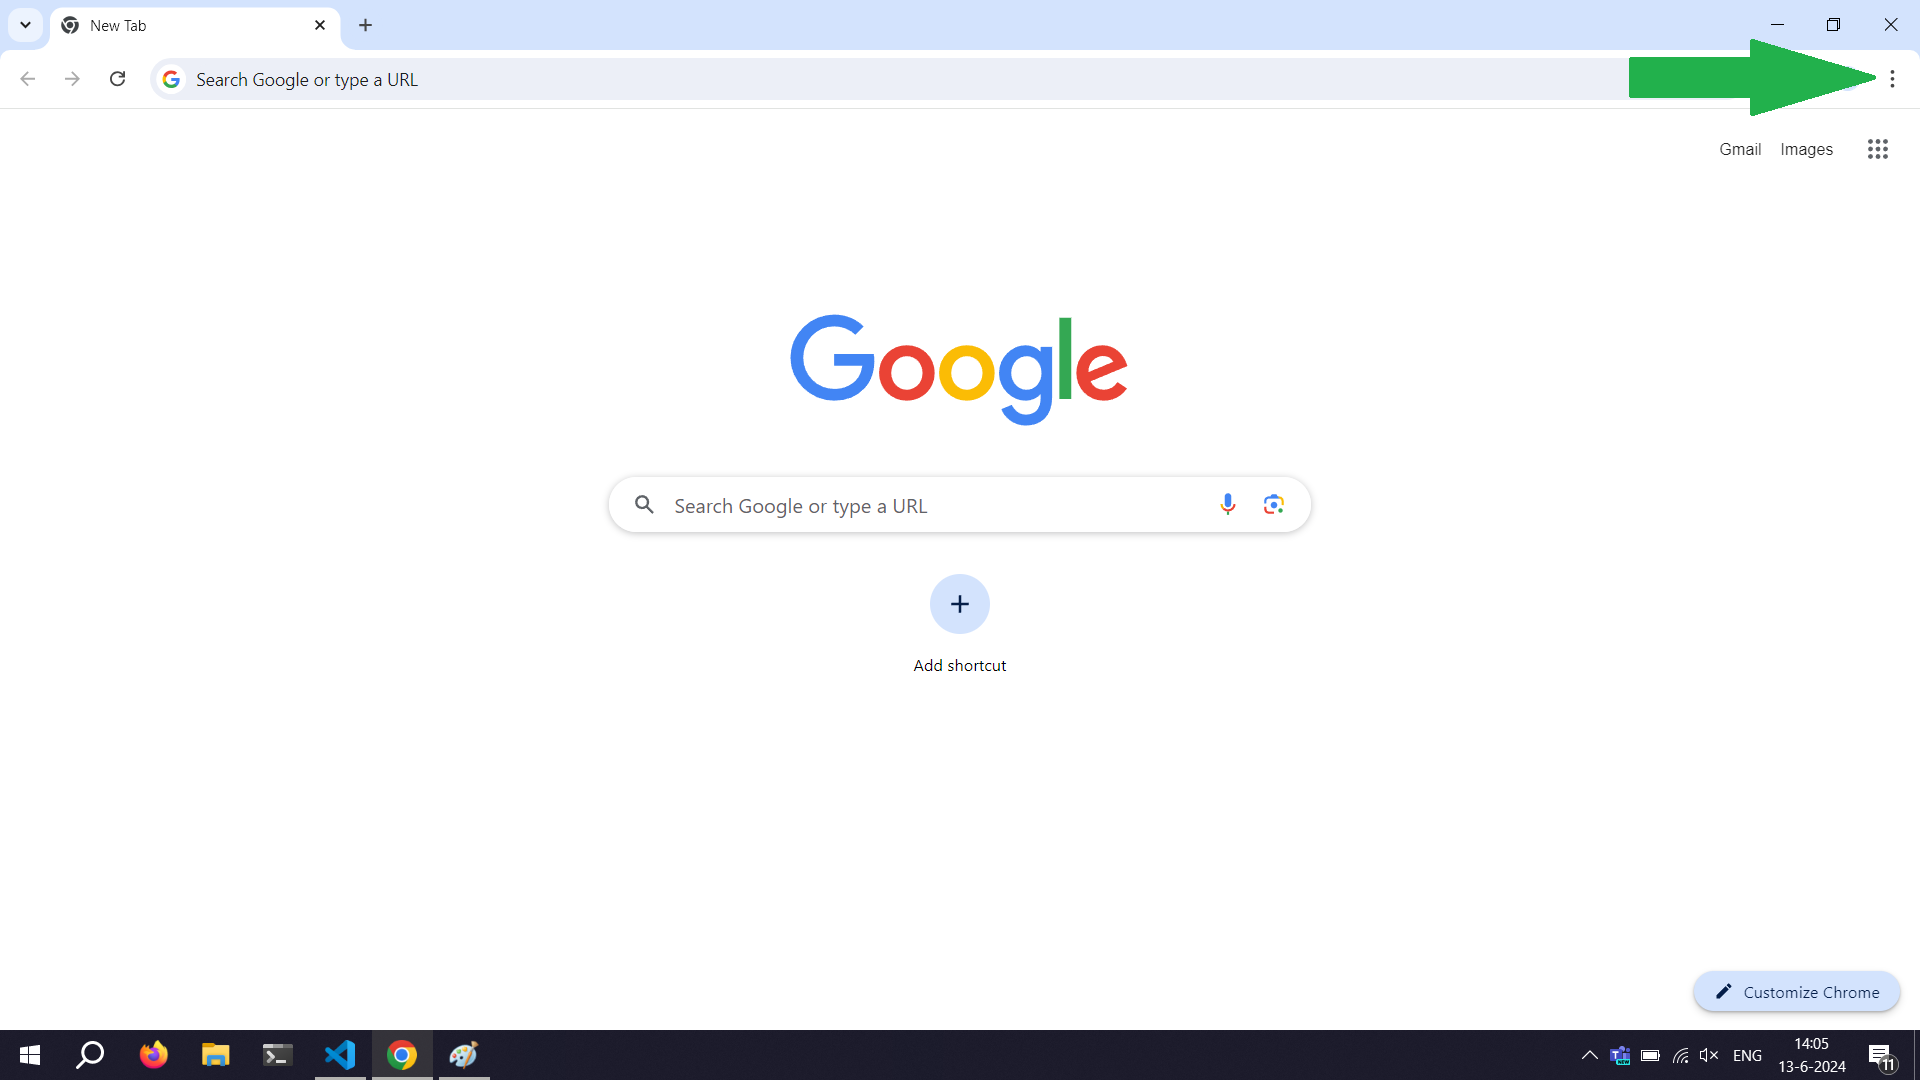 New Tab
Search Google or type a URL
Gmail Images
Google
Search Google or type a URL
Add shortcut
Customize Chrome
ENG
14:05
13-6-2024
11